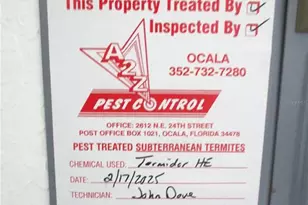 This Property Treated By ☑
Inspected By ☑
A2Z
OCALA
352-732-7280
PEST CONTROL
OFFICE: 2612 N.E. 24TH STREET
POST OFFICE BOX 1021, OCALA, FLORIDA 34478
PEST TREATED SUBTERRANEAN TERMITES
CHEMICAL USED: Termidor HE
DATE: 2/17/2025
TECHNICIAN: John Dove